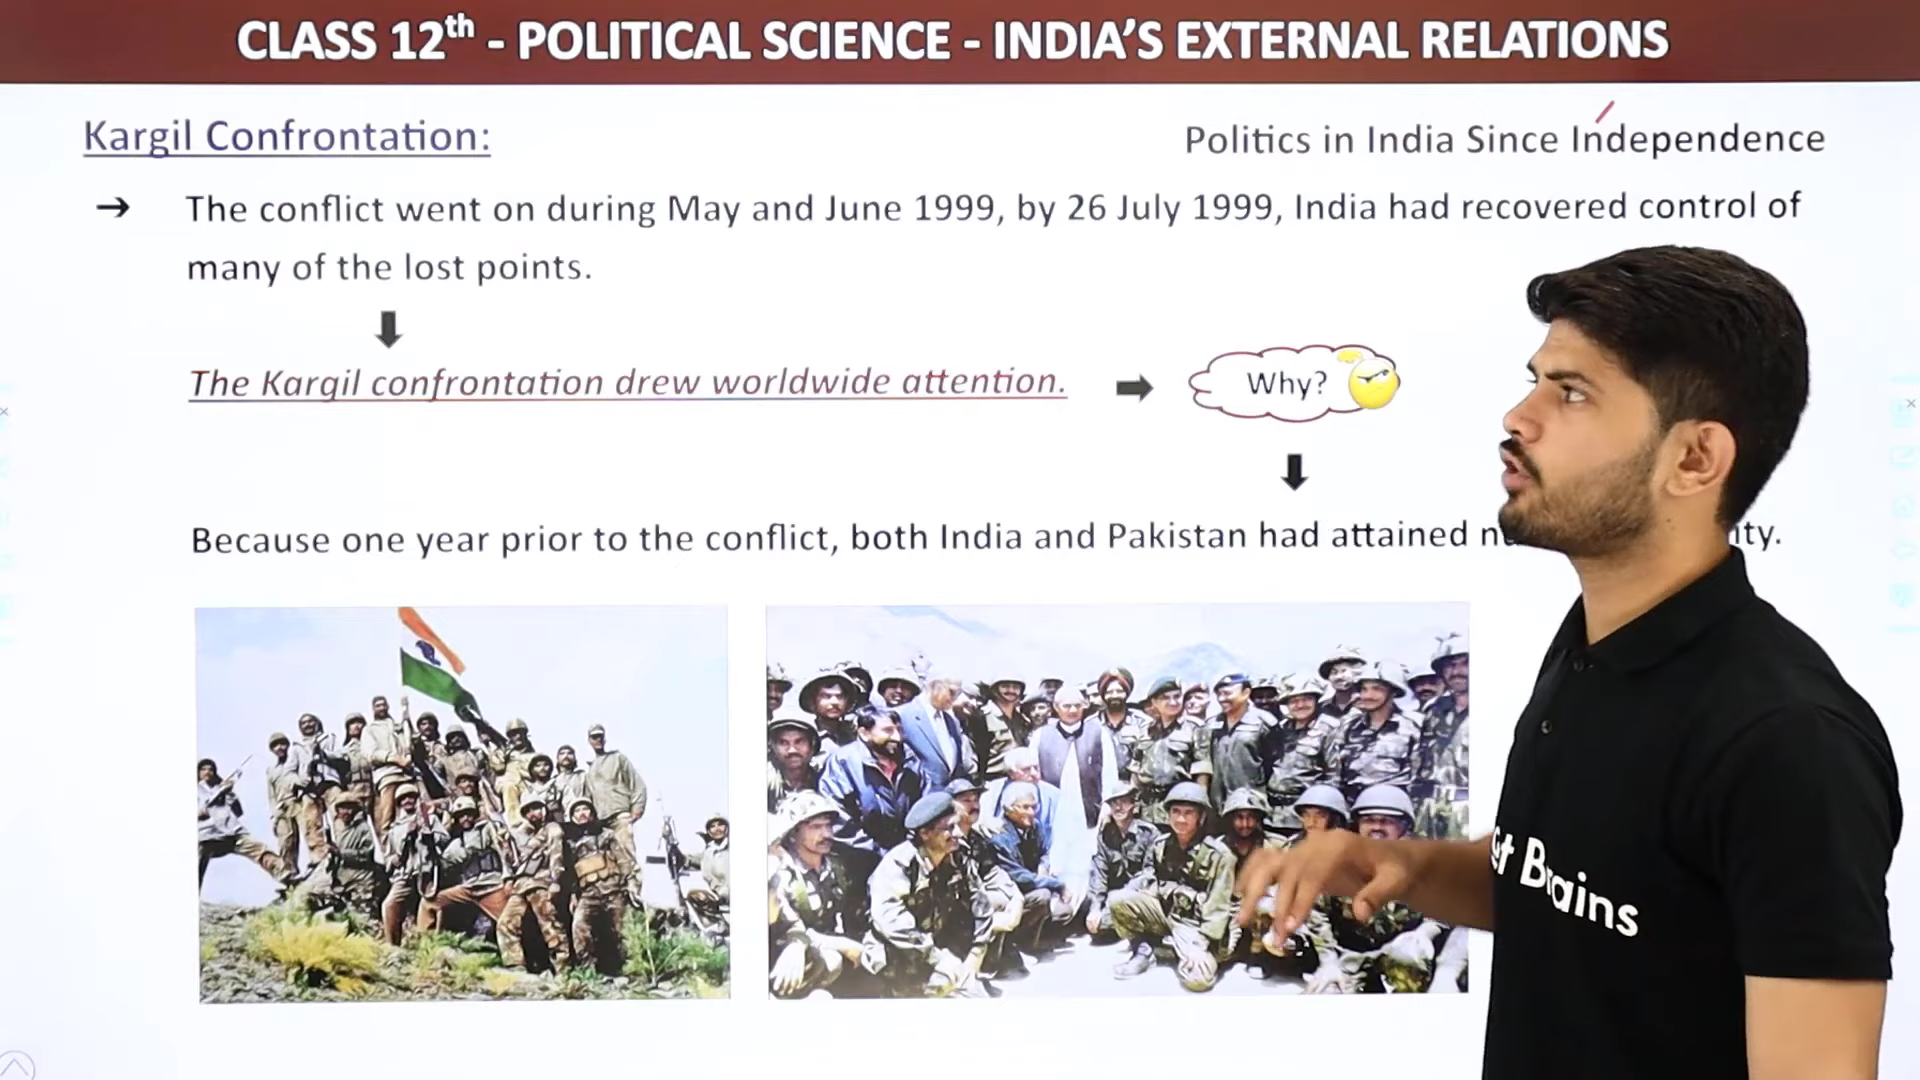 CLASS 12th - POLITICAL SCIENCE - INDIA'S EXTERNAL RELATIONS
Kargil Confrontation:
Politics in India Since Independence
→ The conflict went on during May and June 1999, by 26 July 1999, India had recovered control of
many of the lost points.
The Kargil confrontation drew worldwide attention.
Why?
Because one year prior to the conflict, both India and Pakistan had attained
Brains